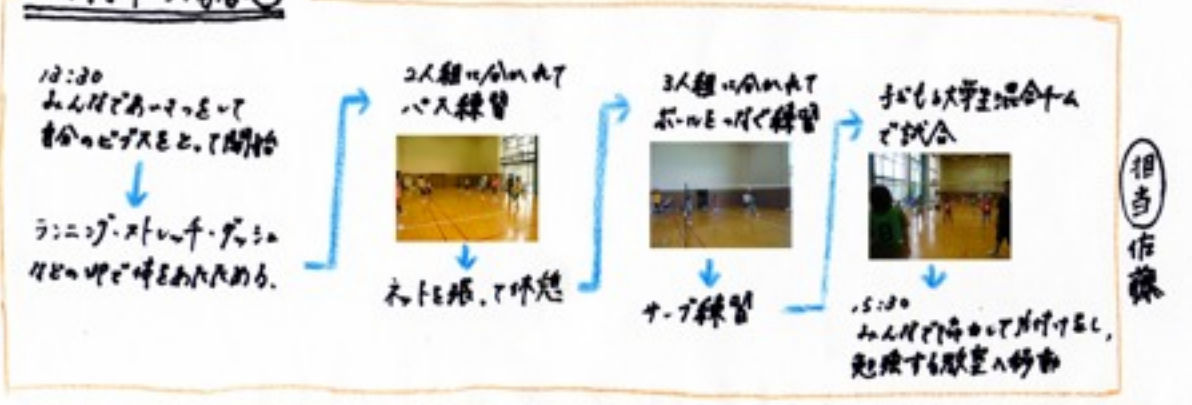 13:30
みんなであいさつをして
自分のビブスをとって開始
ランニング・ストレッチ・ダッシュ
などのUPで体をあたためる。
2人組に分かれて
パス練習
ネットを張って休憩
3人組に分かれて
ボールをつなぐ練習
サーブ練習
子ども大学生混合チーム
で試合
15:30
みんなで協力して片付けをし、
勉強する教室へ移動
担当 佐藤